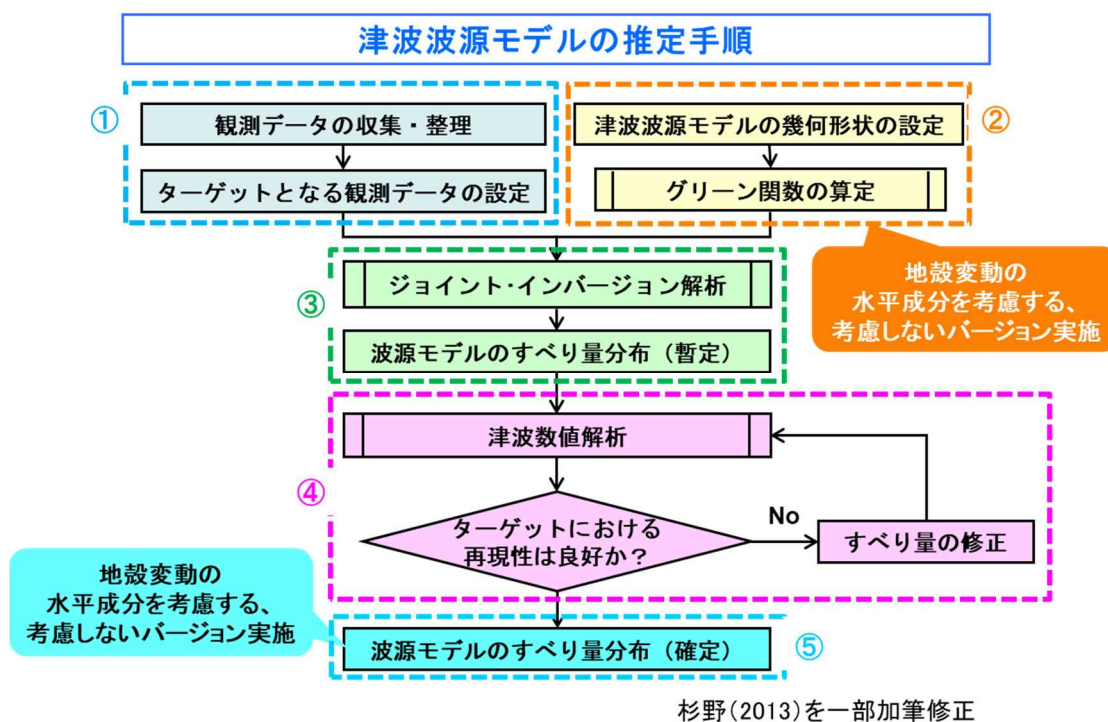 津波波源モデルの推定手順
①
観測データの収集・整理
ターゲットとなる観測データの設定
②
津波波源モデルの幾何形状の設定
グリーン関数の算定
地殻変動の
水平成分を考慮する、
考慮しないバージョン実施
③
ジョイント・インバージョン解析
波源モデルのすべり量分布（暫定）
④
津波数値解析
ターゲットにおける
再現性は良好か？
No
すべり量の修正
地殻変動の
水平成分を考慮する、
考慮しないバージョン実施
波源モデルのすべり量分布（確定）
⑤
杉野(2013)を一部加筆修正